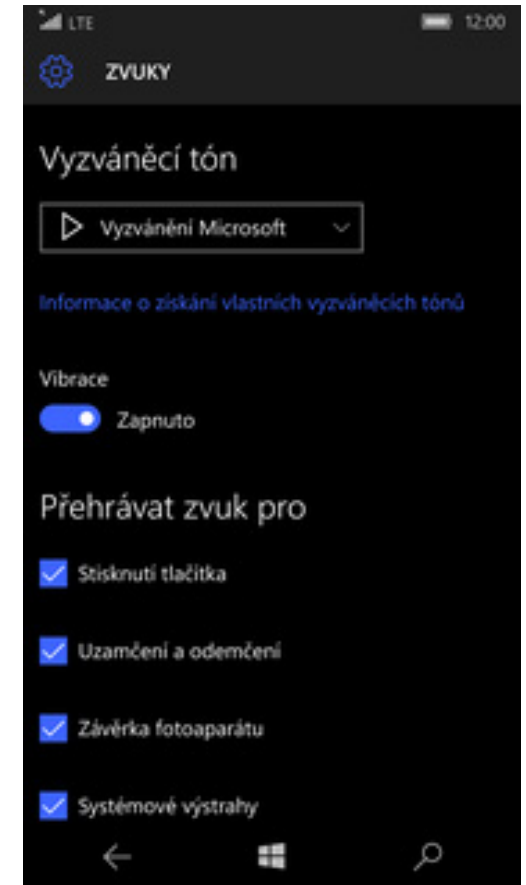 LTE 12:00
ZVUKY
Vyzváněcí tón
Vyzvánění Microsoft
Informace o získání vlastních vyzváněcích tónů
Vibrace
Zapnuto
Přehrávat zvuk pro
Stisknutí tlačítka
Uzamčení a odemčení
Závěrka fotoaparátu
Systémové výstrahy